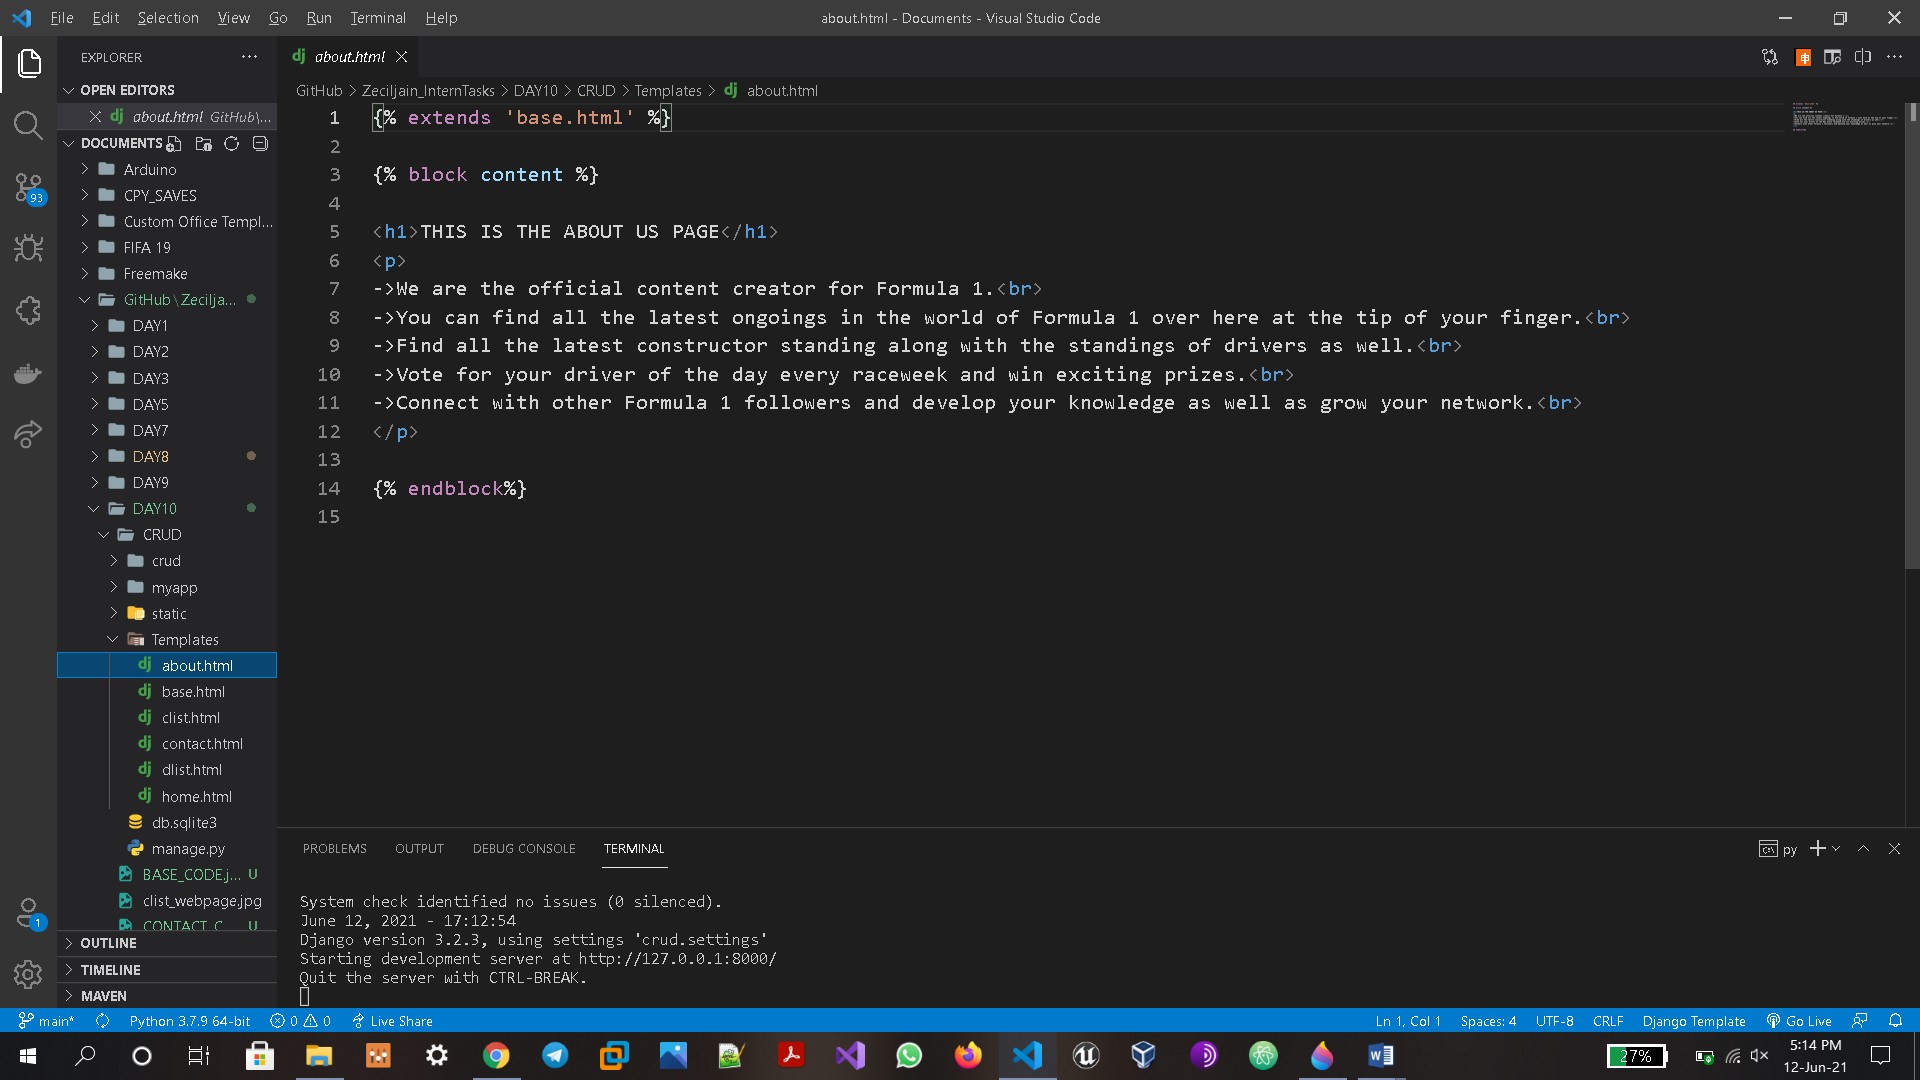 File Edit Selection View Go Run Terminal Help
about.html - Documents - Visual Studio Code
EXPLORER
OPEN EDITORS
about.html GitHub\...
DOCUMENTS
Arduino
CPY_SAVES
Custom Office Templ...
FIFA 19
Freemake
GitHub\Zecilja...
DAY1
DAY2
DAY3
DAY5
DAY7
DAY8
DAY9
DAY10
CRUD
crud
myapp
static
Templates
about.html
base.html
clist.html
contact.html
dlist.html
home.html
db.sqlite3
manage.py
BASE_CODE.j... U
clist_webpage.jpg
CONTACT_C... U
OUTLINE
TIMELINE
MAVEN
93
1
dj about.html
GitHub > Zeciljain_InternTasks > DAY10 > CRUD > Templates > dj about.html
1 {% extends 'base.html' %}
2
3 {% block content %}
4
5 <h1>THIS IS THE ABOUT US PAGE</h1>
6 <p>
7 ->We are the official content creator for Formula 1.<br>
8 ->You can find all the latest ongoings in the world of Formula 1 over here at the tip of your finger.<br>
9 ->Find all the latest constructor standing along with the standings of drivers as well.<br>
10 ->Vote for your driver of the day every raceweek and win exciting prizes.<br>
11 ->Connect with other Formula 1 followers and develop your knowledge as well as grow your network.<br>
12 </p>
13
14 {% endblock%}
15
PROBLEMS OUTPUT DEBUG CONSOLE TERMINAL
py
System check identified no issues (0 silenced).
June 12, 2021 - 17:12:54
Django version 3.2.3, using settings 'crud.settings'
Starting development server at http://127.0.0.1:8000/
Quit the server with CTRL-BREAK.
main* Python 3.7.9 64-bit 0 0 Live Share
Ln 1, Col 1 Spaces: 4 UTF-8 CRLF Django Template Go Live
27%
5:14 PM
12-Jun-21